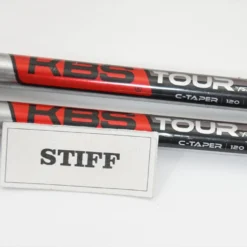 KBS TOUR
C-TAPER | 120
KBS TOUR
C-TAPER | 120
STIFF